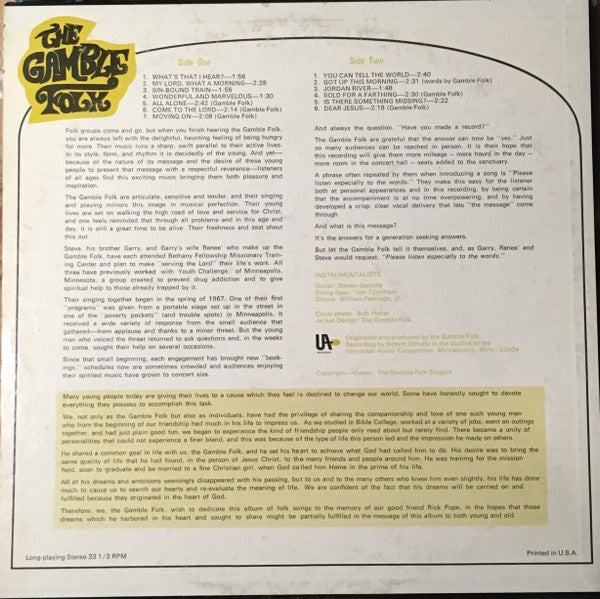 THE
GAMBLE
FOLK
Side One
1. WHAT'S THAT I HEAR?—1:56
2. MY LORD, WHAT A MORNING—2:28
3. SIN-BOUND TRAIN—1:55
4. WONDERFUL AND MARVELOUS—1:30
5. ALL ALONE—2:42 (Gamble Folk)
6. COME TO THE LORD—2:14 (Gamble Folk)
7. MOVING ON—2:08 (Gamble Folk)
Side Two
1. YOU CAN TELL THE WORLD—2:40
2. GOT UP THIS MORNING—2:31 (words by Gamble Folk)
3. JORDAN RIVER—1:48
4. SOLD FOR A FARTHING—2:30 (Gamble Folk)
5. IS THERE SOMETHING MISSING?—2:22
6. DEAR JESUS—2:18 (Gamble Folk)
Folk groups come and go, but when you finish hearing the Gamble Folk,
you are always left with the delightful, haunting feeling of being hungry
for more. Their music runs a sharp, swift parallel to their active lives.
In its style, form, and rhythm it is decidedly of the young. And yet—
because of the nature of its message and the desire of these young
people to present that message with a respectful reverence—listeners
of all ages find this exciting music bringing them both pleasure and
inspiration.
The Gamble Folk are articulate, sensitive and tender, and their singing
and playing mirrors this image in musical perfection. Their young
lives are set on walking the high road of love and service for Christ,
and one feels reminded that through all problems and in this age and
day, it is still a great time to be alive. Their freshness and zest shout
this out.
Steve, his brother Garry, and Garry's wife Renee' who make up the
Gamble Folk, have each attended Bethany Fellowship Missionary Train-
ing Center and plan to make "serving the Lord" their life's work. All
three have previously worked with Youth Challenge, of Minneapolis,
Minnesota, a group created to prevent drug addiction and to give
spiritual help to those already trapped by it.
Their singing together began in the spring of 1967. One of their first
"programs" was given from a portable stage set up in the street in
one of the "poverty pockets" (and trouble spots) in Minneapolis. It
received a wide variety of response from the small audience that
gathered—from applause and thanks to a minor threat. But the young
man who voiced the threat returned to ask questions and, in the weeks
to come, sought their help on several occasions.
Since that small beginning, each engagement has brought new "book-
ings," schedules now are sometimes crowded and audiences enjoying
their spirited music have grown to concert size.
And always the question, "Have you made a record?"
The Gamble Folk are grateful that the answer can now be "yes." Just
so many audiences can be reached in person. It is their hope that
this recording will give them more mileage – more hours in the day –
more room in the concert hall – seats added to the sanctuary.
A phrase often repeated by them when introducing a song is "Please
listen especially to the words." They make this easy for the listener
both at personal appearances and in this recording, by being certain
that the accompaniment is at no time overpowering, and by having
developed a crisp, clear vocal delivery that lets "the message" come
through.
And what is this message?
It's the answers for a generation seeking answers.
But let the Gamble Folk tell it themselves, and, as Garry, Renee' and
Steve would request, "Please listen especially to the words."
INSTRUMENTALISTS
Guitar: Steven Gamble
String Bass: Tom Tjornhom
Drums: William Peterson, Jr.
Cover photo: Bob Hayer
Jacket Design: The Gamble Folk
UA
Originated and produced by the Gamble Folk
Recording by Robert Schultz in the studios of the
Universal Audio Corporation, Minneapolis, Minn. 55404
Copyright—Owner: The Gamble Folk Singers
Many young people today are giving their lives to a cause which they feel is destined to change our world. Some have honestly sought to devote
everything they possess to accomplish this task.
We, not only as the Gamble Folk but also as individuals, have had the privilege of sharing the companionship and love of one such young man
who from the beginning of our friendship had much in his life to impress us. As we studied in Bible College, worked at a variety of jobs, went on outings
together, and had just plain good fun, we began to experience the kind of friendship people only read about but rarely find. There became a unity of
personalities that could not experience a finer blend, and this was because of the type of life this person led and the impression he made on others.
He shared a common goal in life with us, the Gamble Folk, and he set his heart to achieve what God had called him to do. His desire was to bring the
same quality of life that he had found, in the person of Jesus Christ, to the many friends and people around him. He was training for the mission
field, soon to graduate and be married to a fine Christian girl, when God called him Home in the prime of his life.
All of his dreams and ambitions seemingly disappeared with his passing, but to us and to the many others who knew him even slightly, his life has done
much to cause us to search our hearts and re-evaluate the meaning of life. We are confident of the fact that his dreams will be carried on and
fulfilled because they originated in the heart of God.
Therefore, we, the Gamble Folk, wish to dedicate this album of folk songs to the memory of our good friend Rick Pope, in the hopes that those
dreams which he harbored in his heart and sought to share might be partially fulfilled in the message of this album to both young and old.
Long-playing Stereo 33 1/3 RPM
Printed in U.S.A.